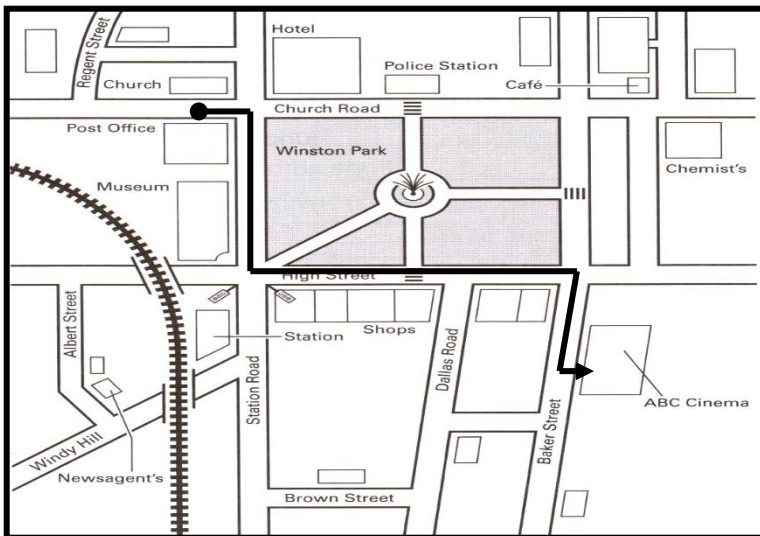 Regent Street
Hotel
Church
Police Station
Café
Church Road
Post Office
Winston Park
Chemist's
Museum
High Street
Albert Street
Station
Shops
Dallas Road
Station Road
ABC Cinema
Windy Hill
Baker Street
Newsagent's
Brown Street